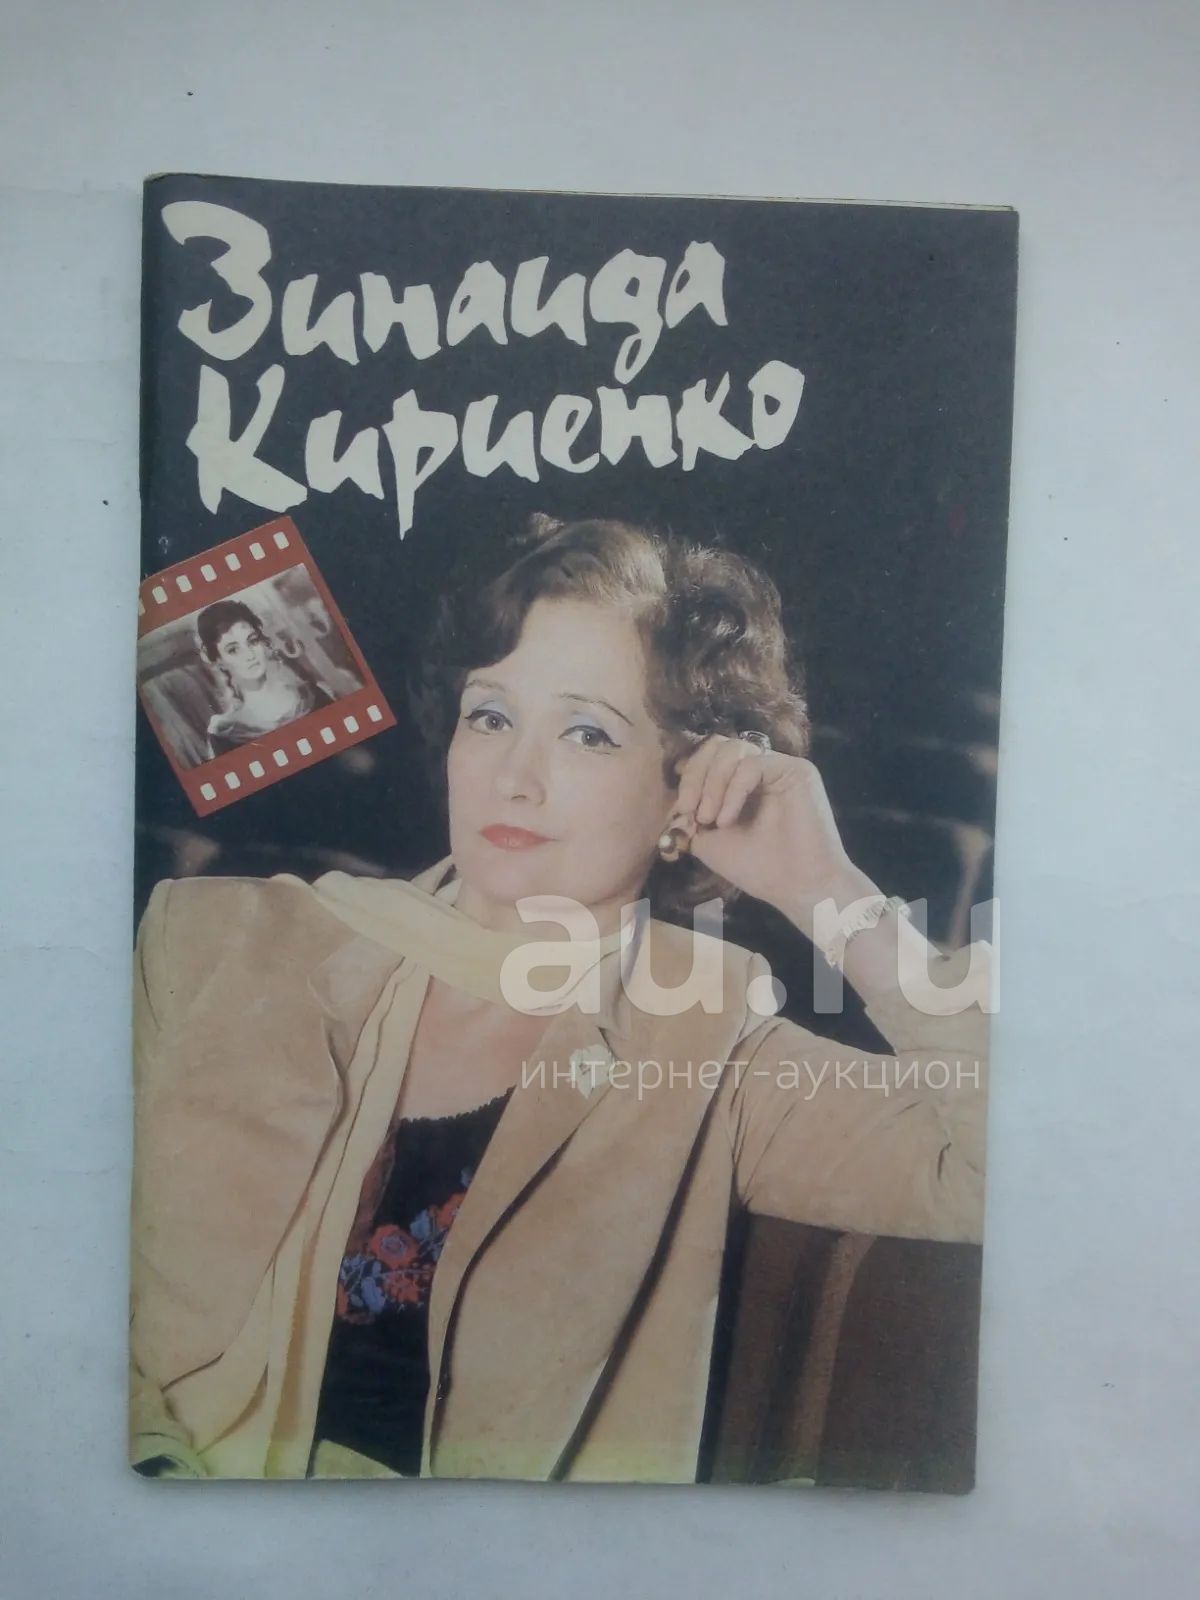 Зинаида
Кириенко
au.ru
интернет-аукцион